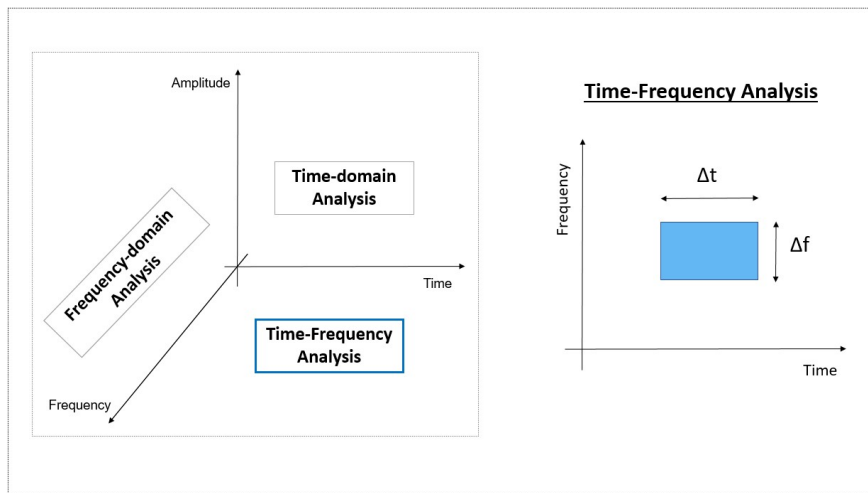 Amplitude
Time-domain
Analysis
Frequency-domain
Analysis
Time
Time-Frequency
Analysis
Frequency
Time-Frequency Analysis
Frequency
Δt
Δf
Time